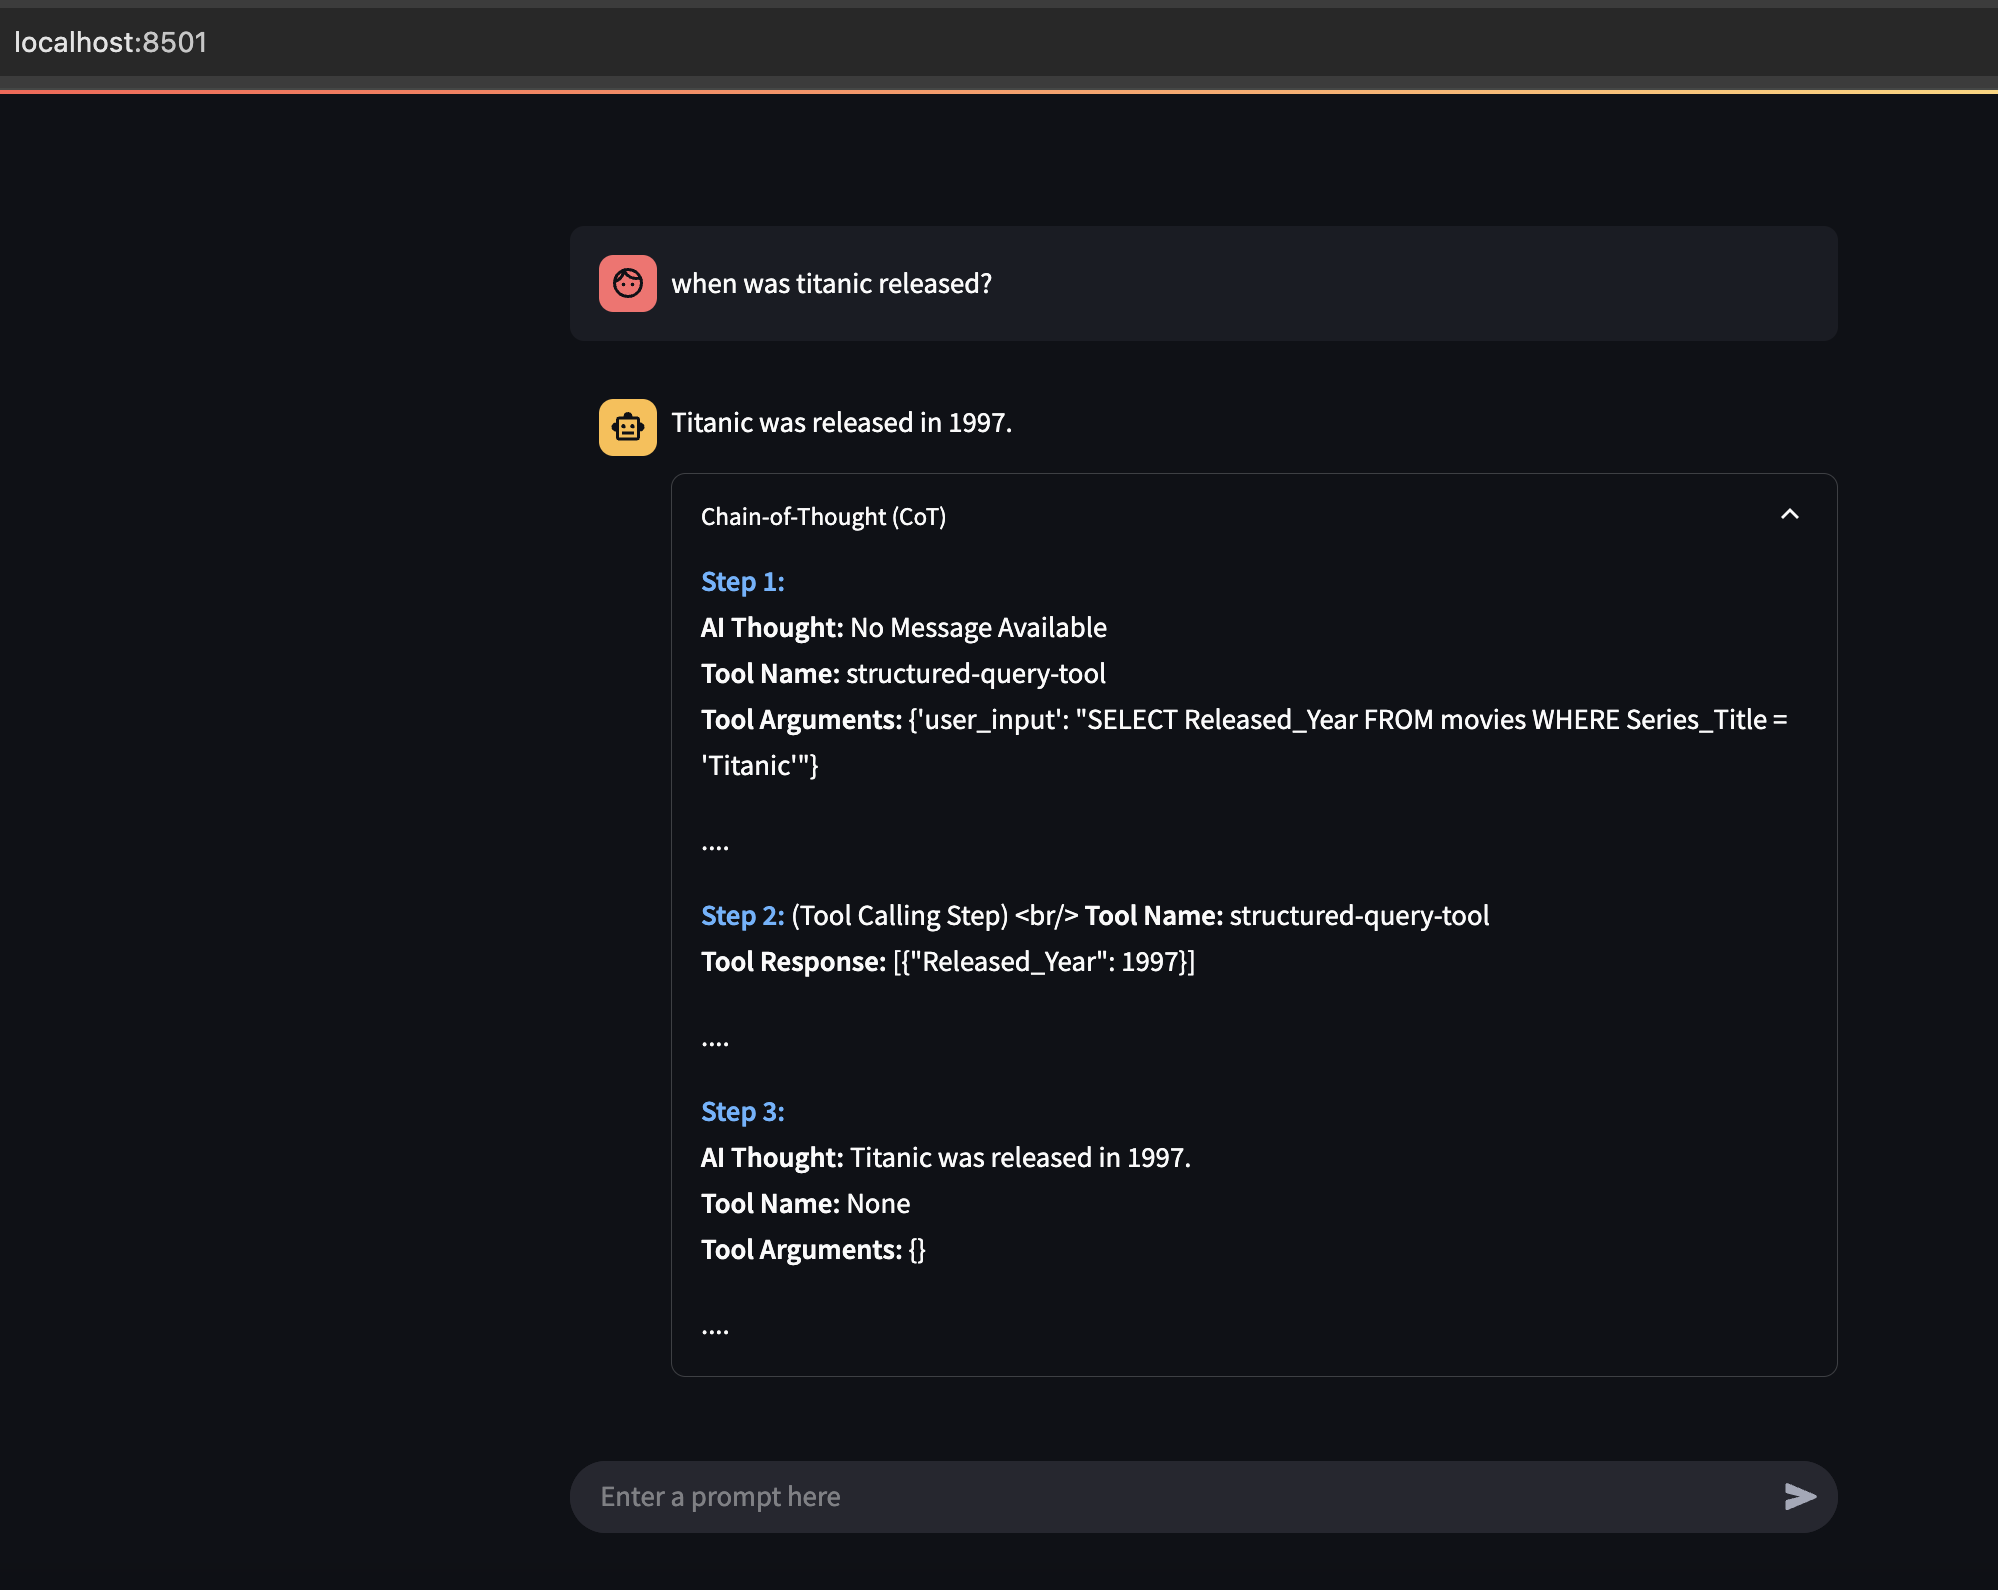 localhost:8501
when was titanic released?
Titanic was released in 1997.
Chain-of-Thought (CoT)
Step 1:
AI Thought: No Message Available
Tool Name: structured-query-tool
Tool Arguments: {'user_input': "SELECT Released_Year FROM movies WHERE Series_Title =
'Titanic'"}
....
Step 2: (Tool Calling Step) <br/> Tool Name: structured-query-tool
Tool Response: [{"Released_Year": 1997}]
....
Step 3:
AI Thought: Titanic was released in 1997.
Tool Name: None
Tool Arguments: {}
....
Enter a prompt here